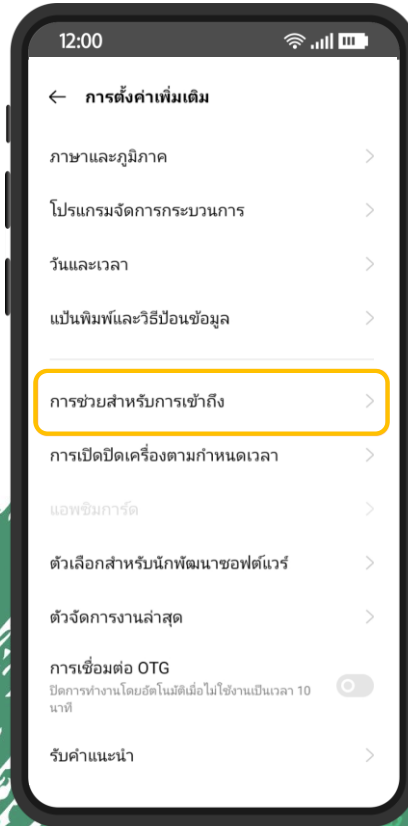 12:00
← การตั้งค่าเพิ่มเติม
ภาษาและภูมิภาค
โปรแกรมจัดการกระบวนการ
วันและเวลา
แป้นพิมพ์และวิธีป้อนข้อมูล
การช่วยสำหรับการเข้าถึง
การเปิดปิดเครื่องตามกำหนดเวลา
แอพซิมการ์ด
ตัวเลือกสำหรับนักพัฒนาซอฟต์แวร์
ตัวจัดการงานล่าสุด
การเชื่อมต่อ OTG
ปิดการทำงานโดยอัตโนมัติเมื่อไม่ใช้งานเป็นเวลา 10
นาที
รับคำแนะนำ